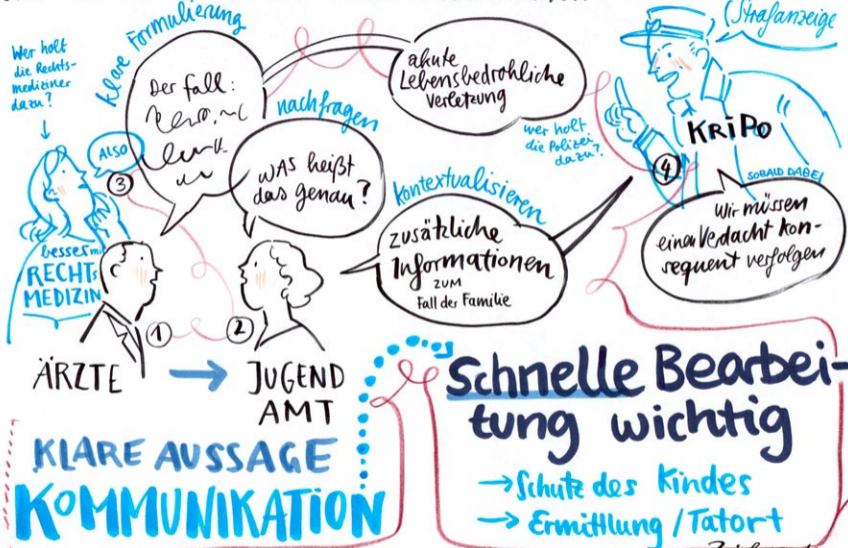 Klare Formulierung
Wer holt
die Rechts-
mediziner
dazu?
Der Fall:
nachfragen
ALSO
③
WAS heißt
das genau?
akute
Lebensbedrohliche
Verletzung
wer holt
die Polizei
dazu?
Strafanzeige
KRiPo
④
SOBALD DABEI
Wir müssen
einen Verdacht kon-
sequent verfolgen
kontextualisieren
zusätzliche
Informationen
ZUM
Fall der Familie
besser mit
RECHTS
MEDIZIN
①
②
ÄRZTE
JUGEND
AMT
KLARE AUSSAGE
KOMMUNIKATION
Schnelle Bearbei-
tung wichtig
→ Schutz des Kindes
→ Ermittlung / Tatort